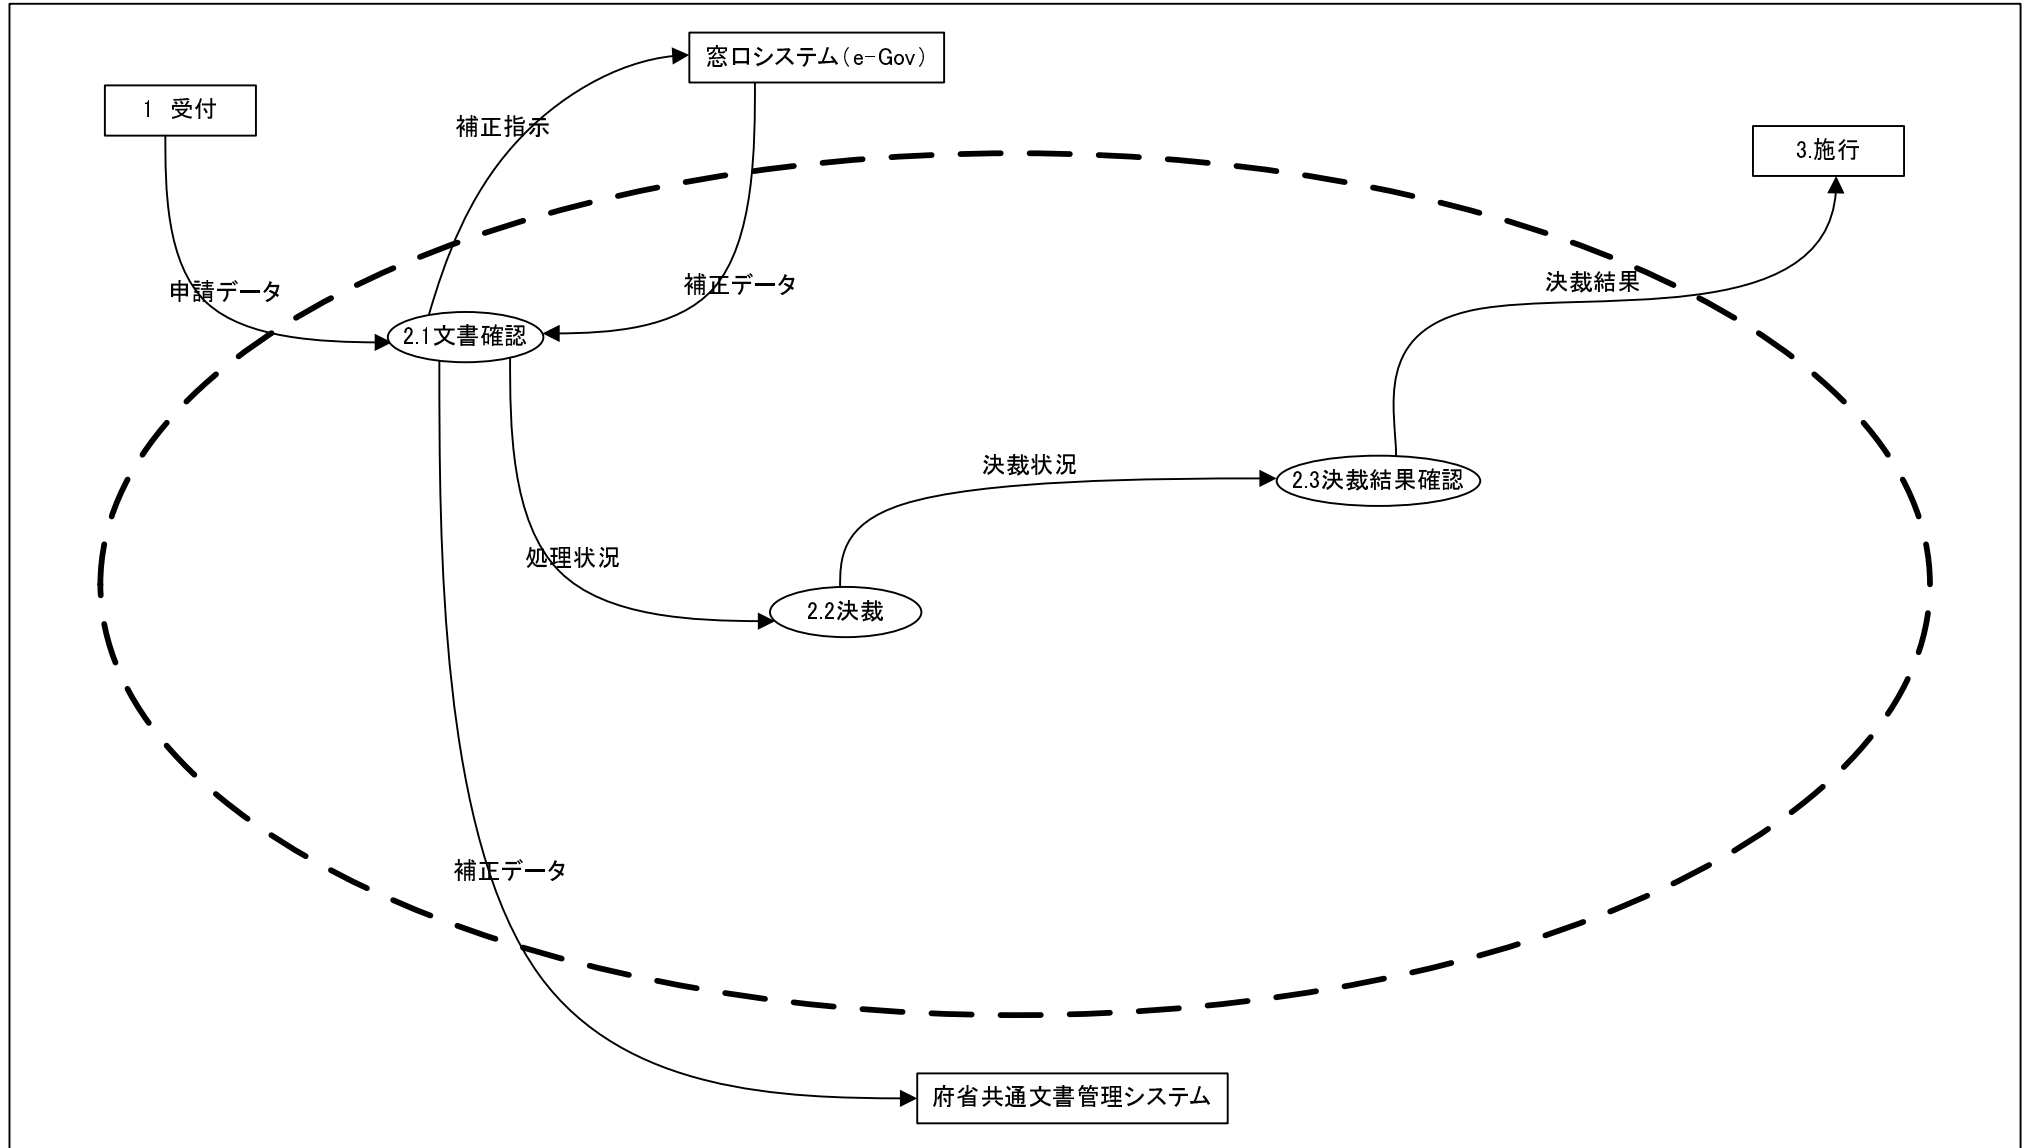 窓口システム(e-Gov)
1 受付
補正指示
3.施行
申請データ
補正データ
決裁結果
2.1文書確認
決裁状況
2.3決裁結果確認
処理状況
2.2決裁
補正データ
府省共通文書管理システム